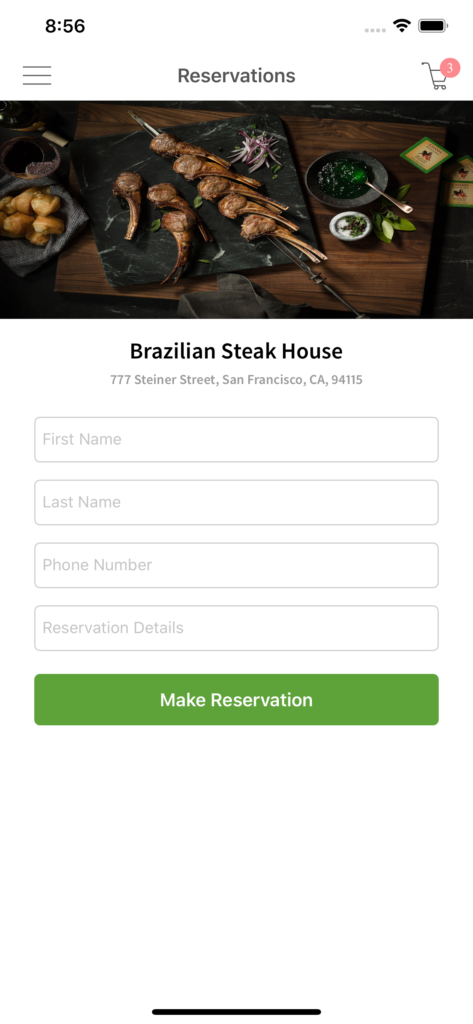 8:56
Reservations
3
Brazilian Steak House
777 Steiner Street, San Francisco, CA, 94115
First Name
Last Name
Phone Number
Reservation Details
Make Reservation